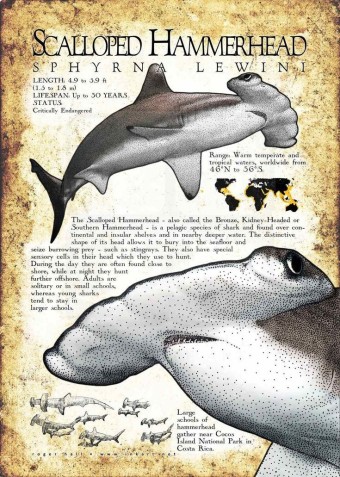 SCALLOPED HAMMERHEAD
SPHYRNA LEWINI
LENGTH: 4.9 to 5.9 ft
(1.5 to 1.8 m)
LIFESPAN: Up to 30 YEARS.
STATUS:
Critically Endangered
Range: Warm temperate and
tropical waters, worldwide from
46°N to 36°S.
The Scalloped Hammerhead - also called the Bronze, Kidney-Headed or
Southern Hammerhead - is a pelagic species of shark and found over con-
tinental and insular shelves and in nearby deeper water. The distinctive
shape of its head allows it to bury into the seafloor and
seize burrowing prey - such as stingrays. They also have special
sensory cells in their head which they use to hunt.
During the day they are often found close to
shore, while at night they hunt
further offshore. Adults are
solitary or in small schools,
whereas young sharks
tend to stay in
larger schools.
Large
schools of
hammerhead
gather near Cocos
Island National Park in
Costa Rica.